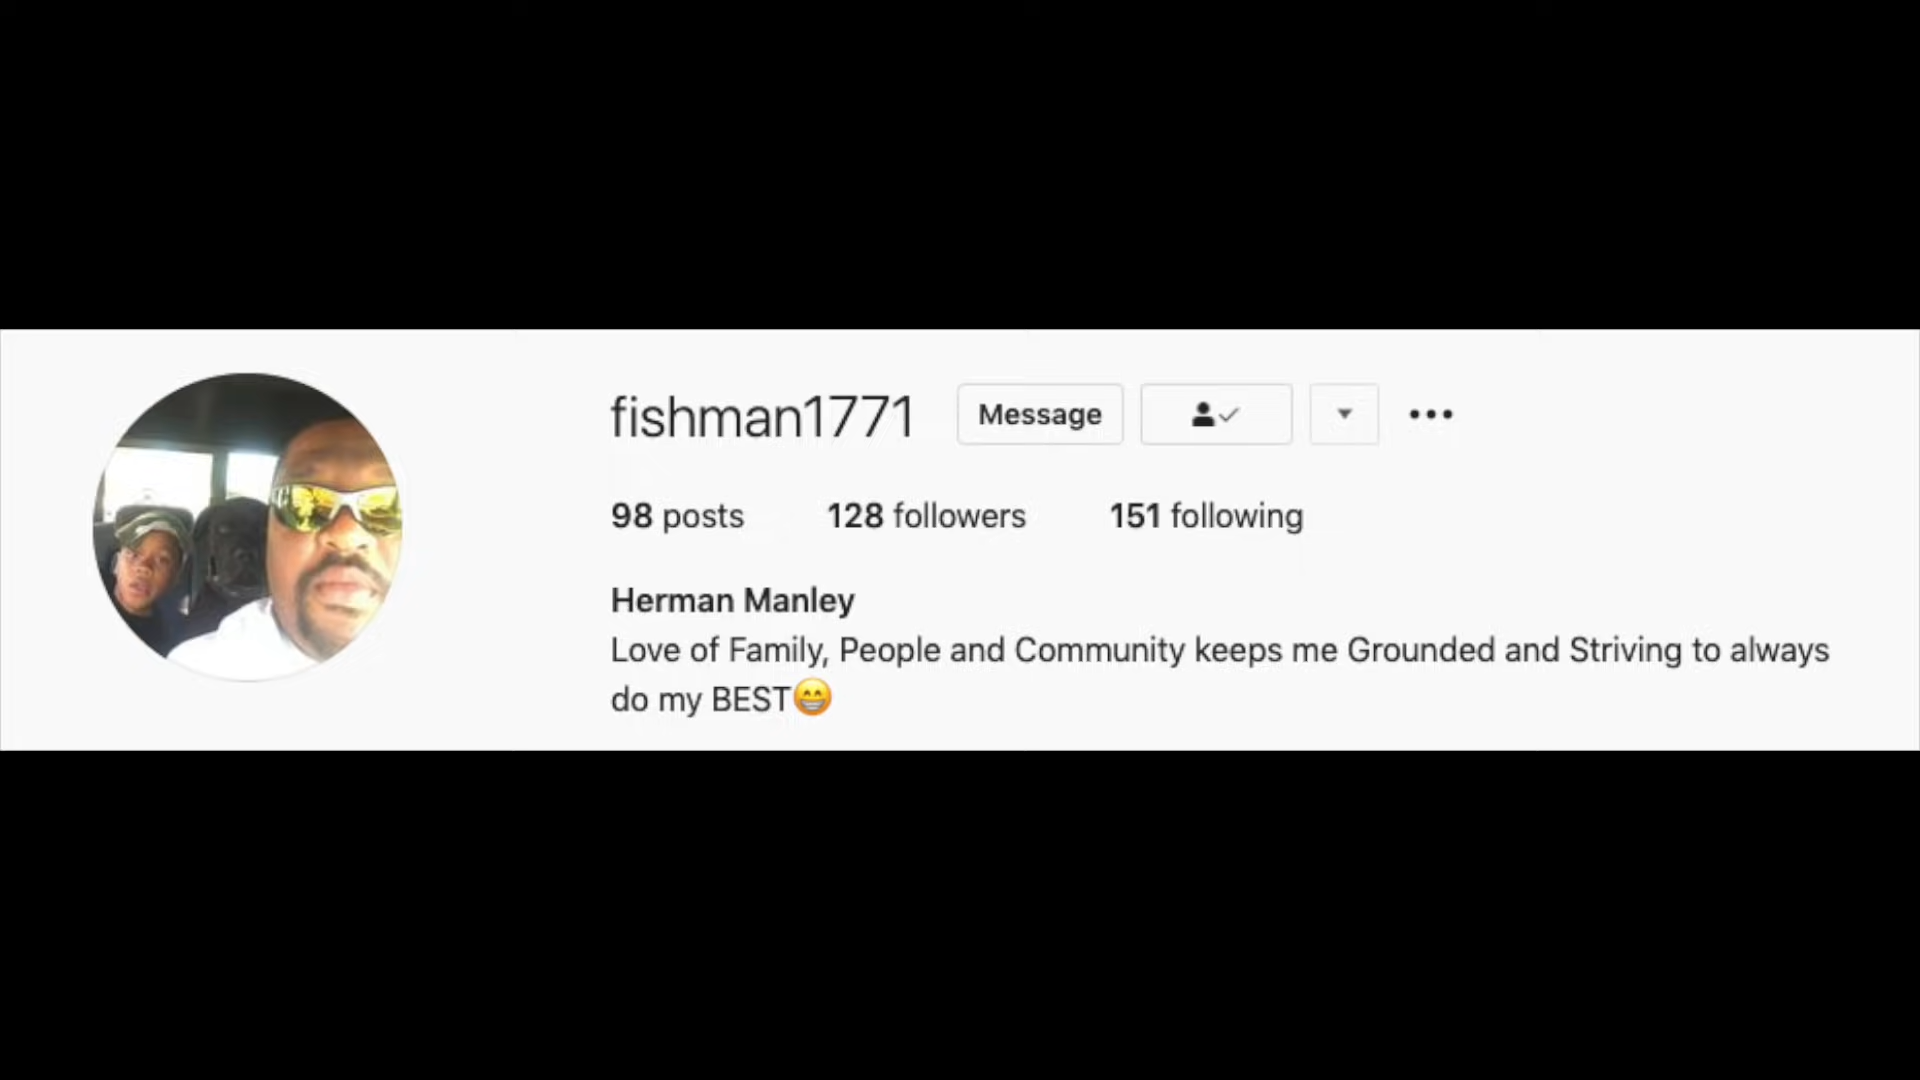 fishman1771 Message
98 posts 128 followers 151 following
Herman Manley
Love of Family, People and Community keeps me Grounded and Striving to always
do my BEST😁